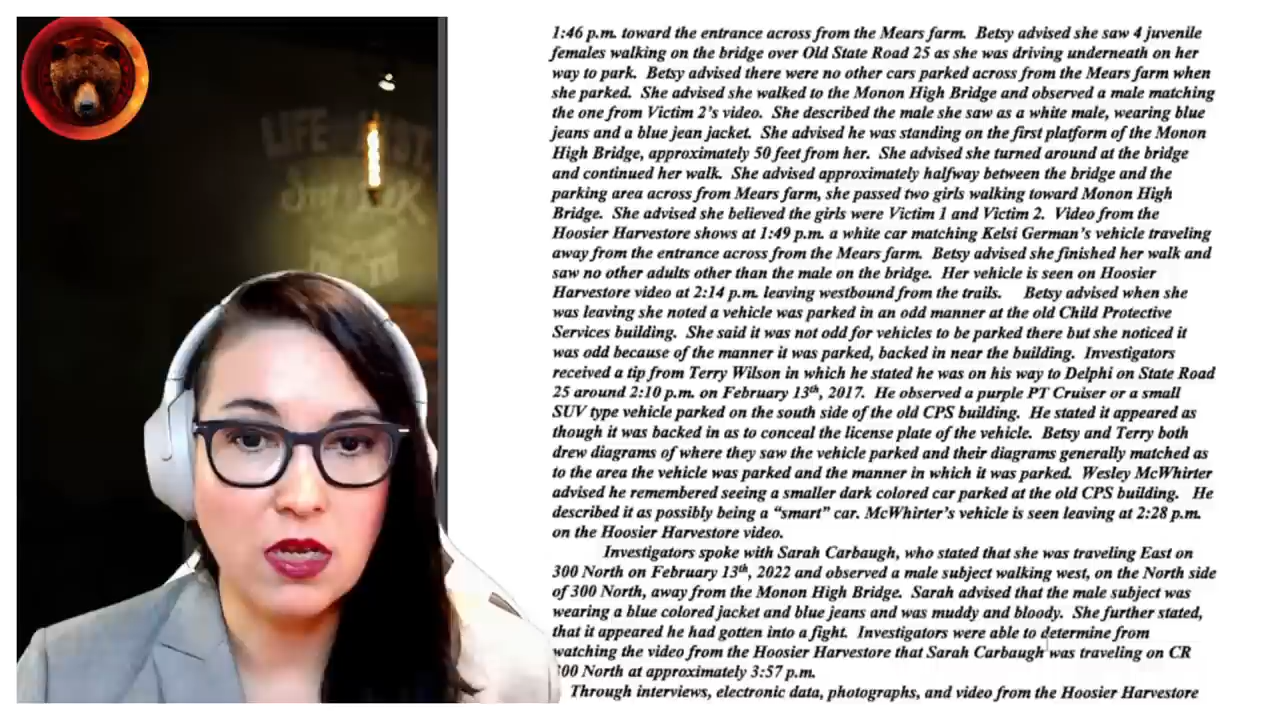 LIFE
1:46 p.m. toward the entrance across from the Mears farm. Betsy advised she saw 4 juvenile
females walking on the bridge over Old State Road 25 as she was driving underneath on her
way to park. Betsy advised there were no other cars parked across from the Mears farm when
she parked. She advised she walked to the Monon High Bridge and observed a male matching
the one from Victim 2's video. She described the male she saw as a white male, wearing blue
jeans and a blue jean jacket. She advised he was standing on the first platform of the Monon
High Bridge, approximately 50 feet from her. She advised she turned around at the bridge
and continued her walk. She advised approximately halfway between the bridge and the
parking area across from Mears farm, she passed two girls walking toward Monon High
Bridge. She advised she believed the girls were Victim 1 and Victim 2. Video from the
Hoosier Harvestore shows at 1:49 p.m. a white car matching Kelsi German's vehicle traveling
away from the entrance across from the Mears farm. Betsy advised she finished her walk and
saw no other adults other than the male on the bridge. Her vehicle is seen on Hoosier
Harvestore video at 2:14 p.m. leaving westbound from the trails. Betsy advised when she
was leaving she noted a vehicle was parked in an odd manner at the old Child Protective
Services building. She said it was not odd for vehicles to be parked there but she noticed it
was odd because of the manner it was parked, backed in near the building. Investigators
received a tip from Terry Wilson in which he stated he was on his way to Delphi on State Road
25 around 2:10 p.m. on February 13th, 2017. He observed a purple PT Cruiser or a small
SUV type vehicle parked on the south side of the old CPS building. He stated it appeared as
though it was backed in as to conceal the license plate of the vehicle. Betsy and Terry both
drew diagrams of where they saw the vehicle parked and their diagrams generally matched as
to the area the vehicle was parked and the manner in which it was parked. Wesley McWhirter
advised he remembered seeing a smaller dark colored car parked at the old CPS building. He
described it as possibly being a "smart" car. McWhirter's vehicle is seen leaving at 2:28 p.m.
on the Hoosier Harvestore video.
Investigators spoke with Sarah Carbaugh, who stated that she was traveling East on
300 North on February 13th, 2022 and observed a male subject walking west, on the North side
of 300 North, away from the Monon High Bridge. Sarah advised that the male subject was
wearing a blue colored jacket and blue jeans and was muddy and bloody. She further stated,
that it appeared he had gotten into a fight. Investigators were able to determine from
watching the video from the Hoosier Harvestore that Sarah Carbaugh was traveling on CR
300 North at approximately 3:57 p.m.
Through interviews, electronic data, photographs, and video from the Hoosier Harvestore